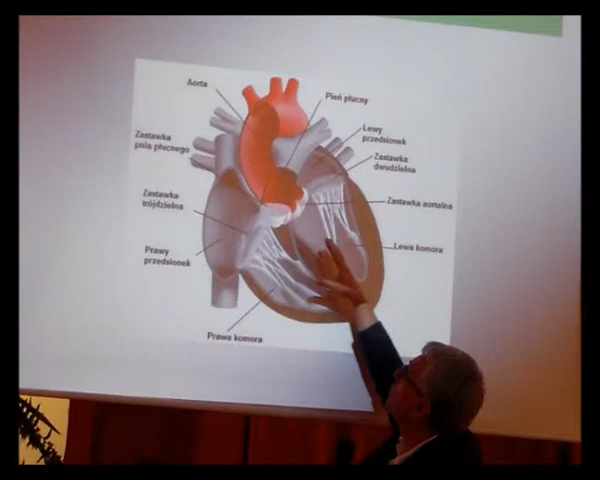 Aorta
Pień płucny
Zastawka
pnia płucnego
Lewy
przedsionek
Zastawka
dwudzielna
Zastawka
trójdzielna
Zastawka aortalna
Prawy
przedsionek
Lewa komora
Prawa komora